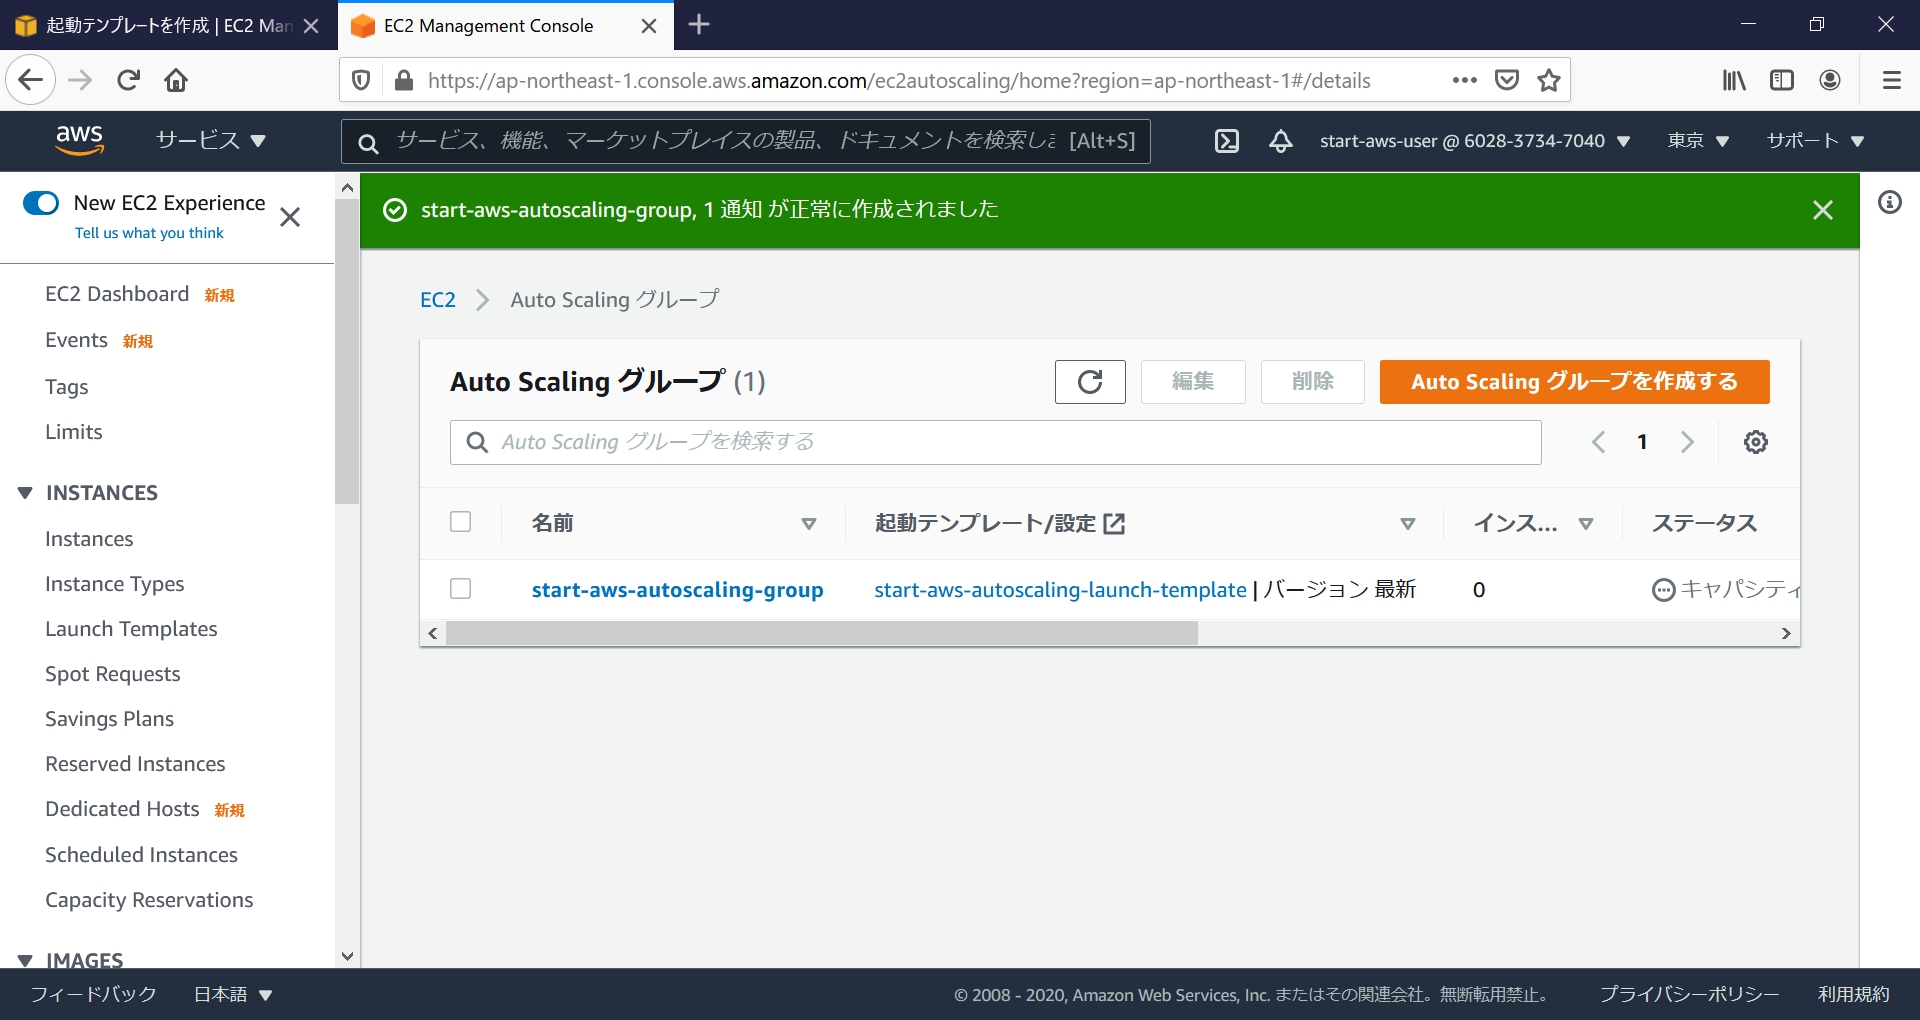 起動テンプレートを作成 | EC2 Man
EC2 Management Console
https://ap-northeast-1.console.aws.amazon.com/ec2autoscaling/home?region=ap-northeast-1#/details
aws
サービス
サービス、機能、マーケットプレイスの製品、ドキュメントを検索しま [Alt+S]
start-aws-user @ 6028-3734-7040
東京
サポート
New EC2 Experience
Tell us what you think
EC2 Dashboard 新規
Events 新規
Tags
Limits
INSTANCES
Instances
Instance Types
Launch Templates
Spot Requests
Savings Plans
Reserved Instances
Dedicated Hosts 新規
Scheduled Instances
Capacity Reservations
IMAGES
start-aws-autoscaling-group, 1 通知 が正常に作成されました
EC2
Auto Scaling グループ
Auto Scaling グループ (1)
編集
削除
Auto Scaling グループを作成する
Auto Scaling グループを検索する
1
名前
起動テンプレート/設定
インス...
ステータス
start-aws-autoscaling-group
start-aws-autoscaling-launch-template | バージョン 最新
0
キャパシティ
フィードバック
日本語
© 2008 - 2020, Amazon Web Services, Inc. またはその関連会社。無断転用禁止。
プライバシーポリシー
利用規約